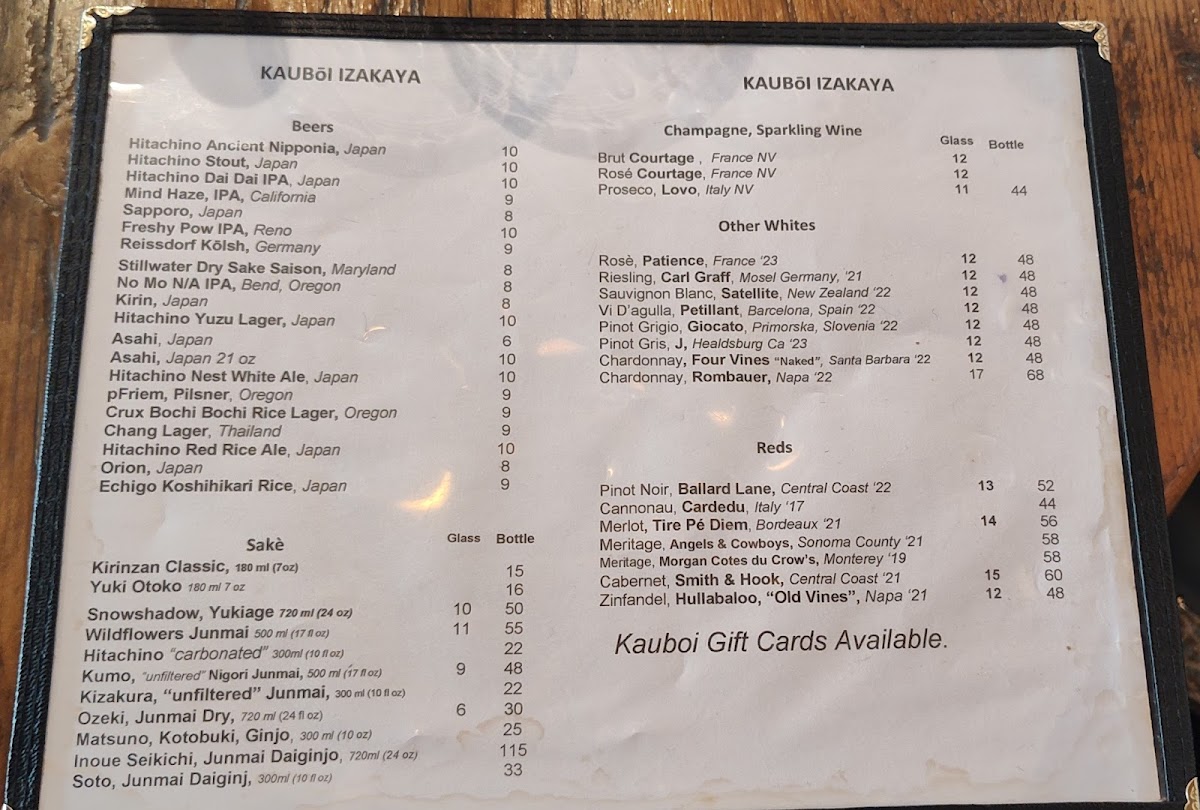 KAUBōI IZAKAYA
Beers
Hitachino Ancient Nipponia, Japan 10
Hitachino Stout, Japan 10
Hitachino Dai Dai IPA, Japan 10
Mind Haze, IPA, California 9
Sapporo, Japan 8
Freshy Pow IPA, Reno 10
Reissdorf Kölsh, Germany 9
Stillwater Dry Sake Saison, Maryland 8
No Mo N/A IPA, Bend, Oregon 8
Kirin, Japan 8
Hitachino Yuzu Lager, Japan 10
Asahi, Japan 6
Asahi, Japan 21 oz 10
Hitachino Nest White Ale, Japan 10
pFriem, Pilsner, Oregon 9
Crux Bochi Bochi Rice Lager, Oregon 9
Chang Lager, Thailand 9
Hitachino Red Rice Ale, Japan 10
Orion, Japan 8
Echigo Koshihikari Rice, Japan 9
Sakè Glass Bottle
Kirinzan Classic, 180 ml (7oz) 15
Yuki Otoko 180 ml 7 oz 16
Snowshadow, Yukiage 720 ml (24 oz) 10 50
Wildflowers Junmai 500 ml (17 fl oz) 11 55
Hitachino "carbonated" 300ml (10 fl oz) 22
Kumo, "unfiltered" Nigori Junmai, 500 ml (17 fl oz) 9 48
Kizakura, "unfiltered" Junmai, 300 ml (10 fl oz) 22
Ozeki, Junmai Dry, 720 ml (24 fl oz) 6 30
Matsuno, Kotobuki, Ginjo, 300 ml (10 oz) 25
Inoue Seikichi, Junmai Daiginjo, 720ml (24 oz) 115
Soto, Junmai Daiginj, 300ml (10 fl oz) 33
KAUBōI IZAKAYA
Champagne, Sparkling Wine Glass Bottle
Brut Courtage , France NV 12
Rosé Courtage, France NV 12
Proseco, Lovo, Italy NV 11 44
Other Whites
Rosè, Patience, France '23 12 48
Riesling, Carl Graff, Mosel Germany, '21 12 48
Sauvignon Blanc, Satellite, New Zealand '22 12 48
Vi D'agulla, Petillant, Barcelona, Spain '22 12 48
Pinot Grigio, Giocato, Primorska, Slovenia '22 12 48
Pinot Gris, J, Healdsburg Ca '23 12 48
Chardonnay, Four Vines "Naked", Santa Barbara '22 12 48
Chardonnay, Rombauer, Napa '22 17 68
Reds
Pinot Noir, Ballard Lane, Central Coast '22 13 52
Cannonau, Cardedu, Italy '17 44
Merlot, Tire Pé Diem, Bordeaux '21 14 56
Meritage, Angels & Cowboys, Sonoma County '21 58
Meritage, Morgan Cotes du Crow's, Monterey '19 58
Cabernet, Smith & Hook, Central Coast '21 15 60
Zinfandel, Hullabaloo, "Old Vines", Napa '21 12 48
Kauboi Gift Cards Available.